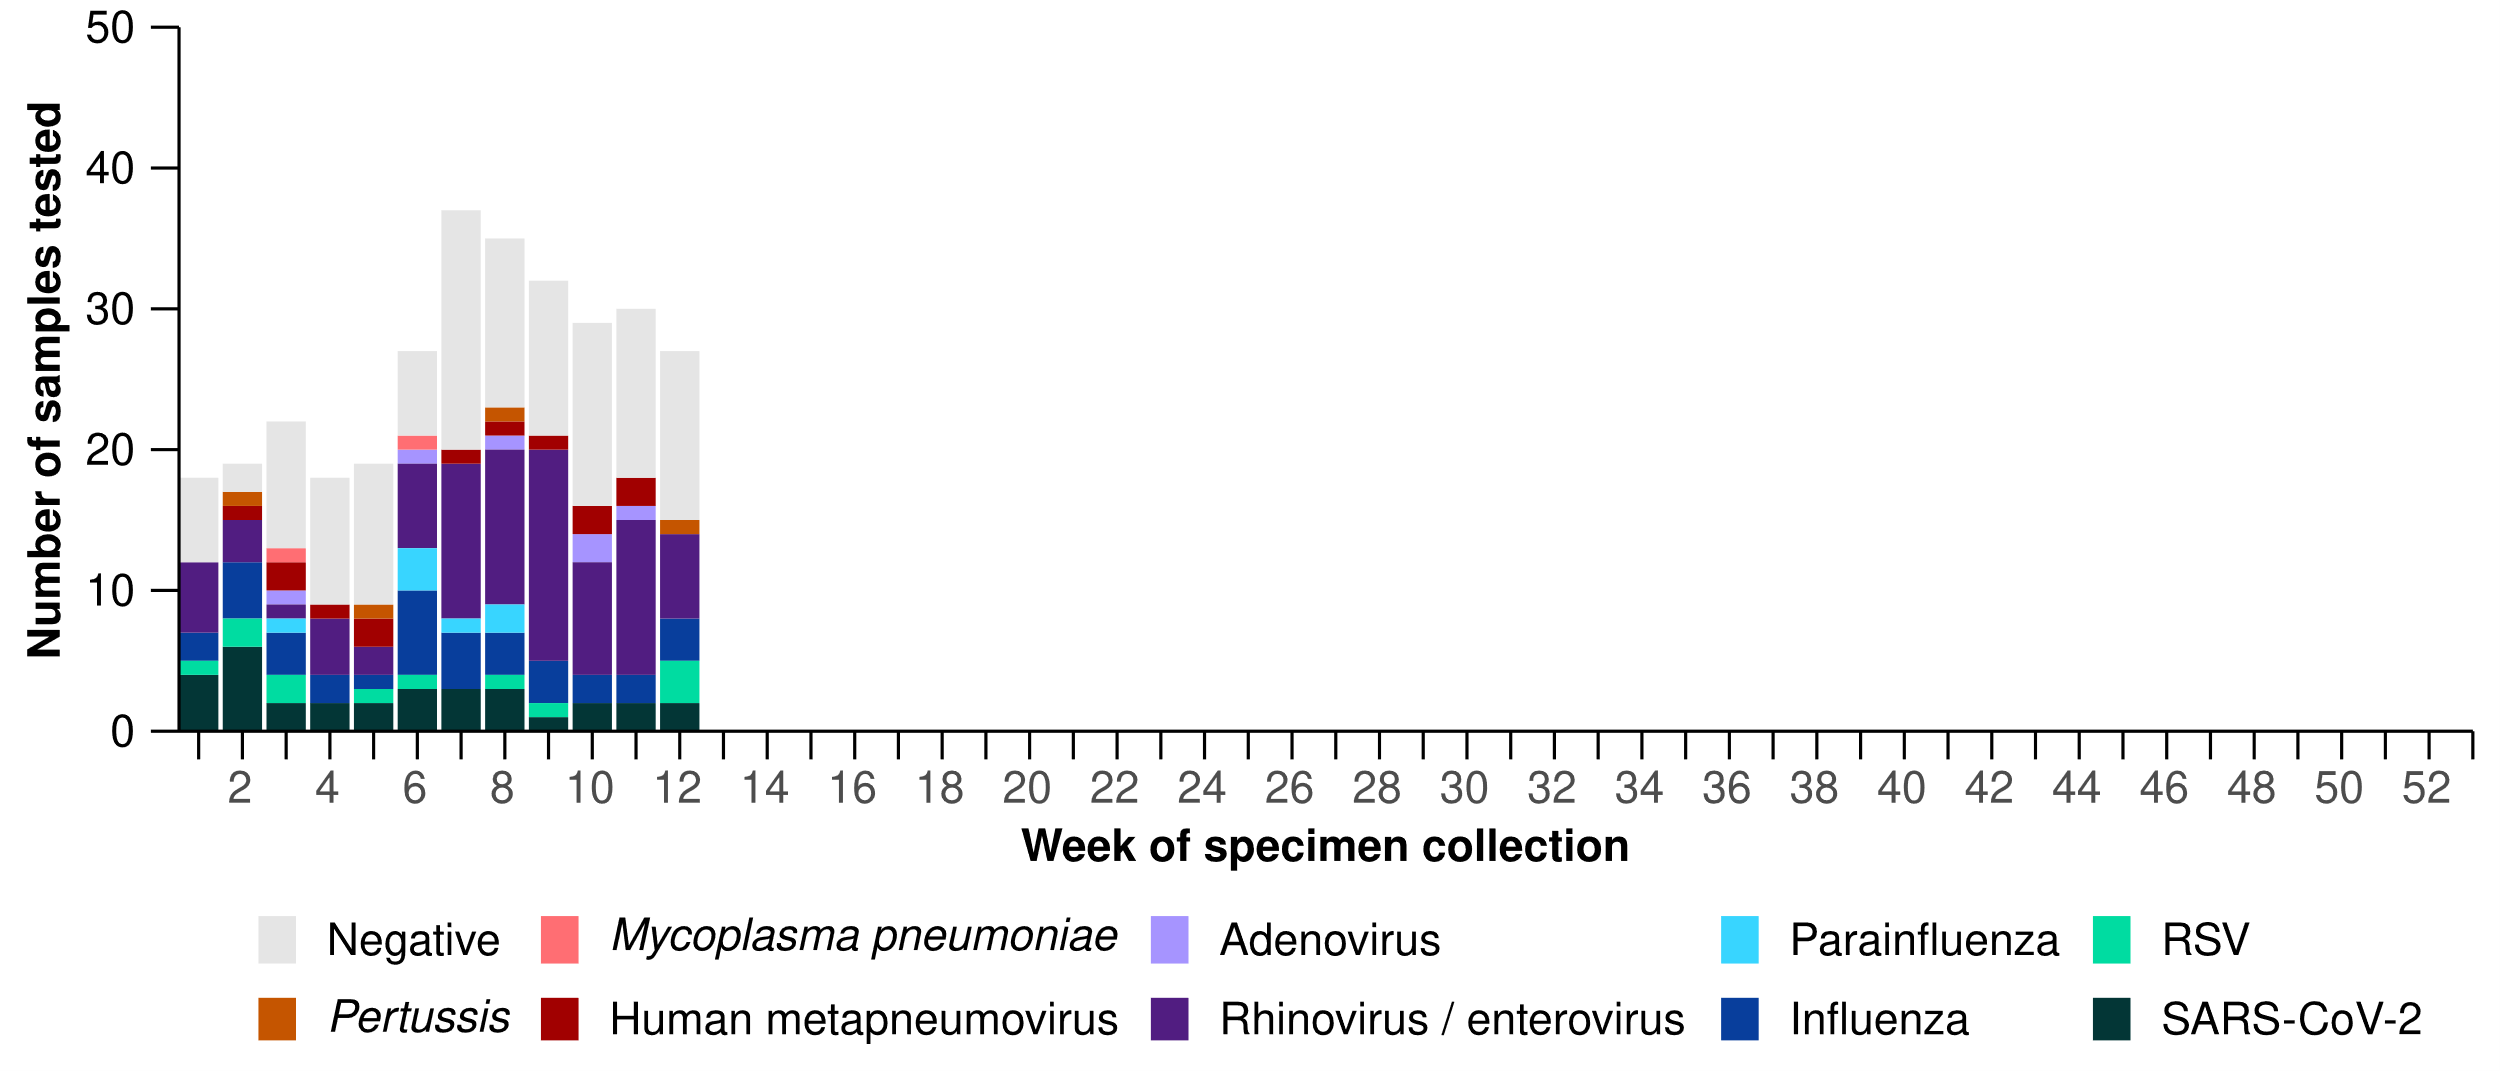 50
40
30
20
10
0
Number of samples tested
2 4 6 8 10 12 14 16 18 20 22 24 26 28 30 32 34 36 38 40 42 44 46 48 50 52
Week of specimen collection
Negative Mycoplasma pneumoniae Adenovirus Parainfluenza RSV
Pertussis Human metapneumovirus Rhinovirus / enterovirus Influenza SARS-CoV-2